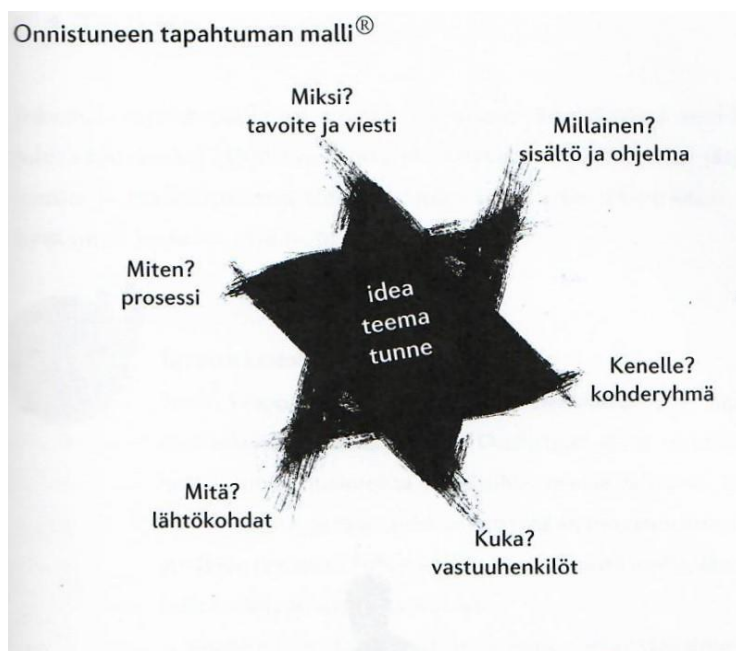 Onnistuneen tapahtuman malli®
Miksi?
tavoite ja viesti
Millainen?
sisältö ja ohjelma
Miten?
prosessi
idea
teema
tunne
Kenelle?
kohderyhmä
Mitä?
lähtökohdat
Kuka?
vastuuhenkilöt